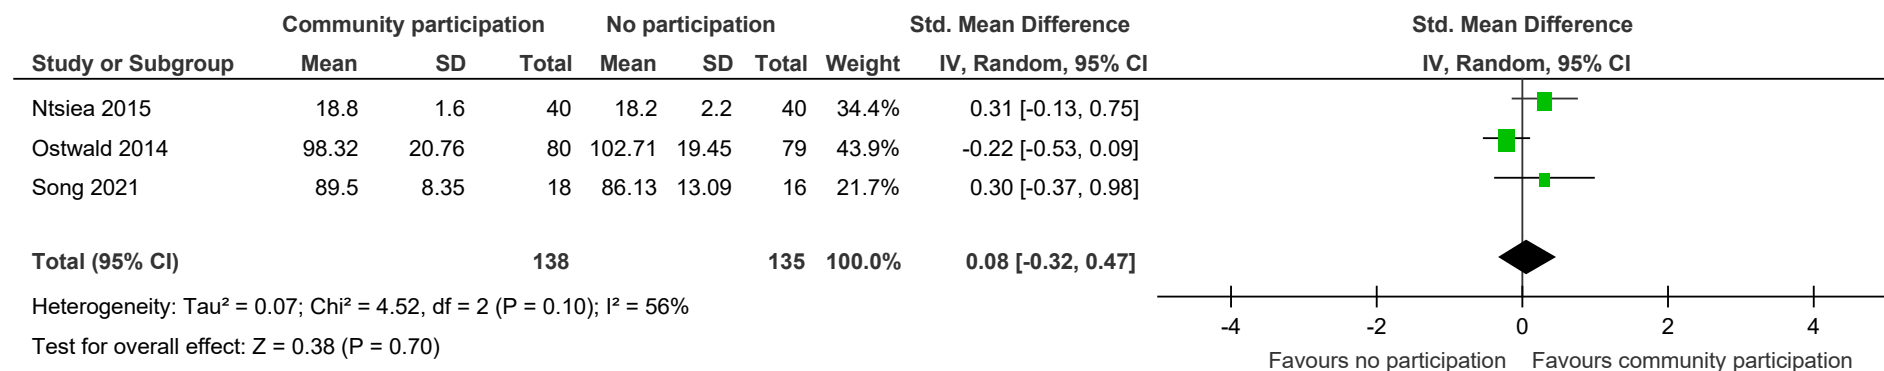 Community participation No participation Std. Mean Difference Std. Mean Difference
Study or Subgroup Mean SD Total Mean SD Total Weight IV, Random, 95% CI IV, Random, 95% CI
Ntsiea 2015 18.8 1.6 40 18.2 2.2 40 34.4% 0.31 [-0.13, 0.75]
Ostwald 2014 98.32 20.76 80 102.71 19.45 79 43.9% -0.22 [-0.53, 0.09]
Song 2021 89.5 8.35 18 86.13 13.09 16 21.7% 0.30 [-0.37, 0.98]
Total (95% CI) 138 135 100.0% 0.08 [-0.32, 0.47]
Heterogeneity: Tau² = 0.07; Chi² = 4.52, df = 2 (P = 0.10); I² = 56%
Test for overall effect: Z = 0.38 (P = 0.70)
-4 -2 0 2 4
Favours no participation Favours community participation